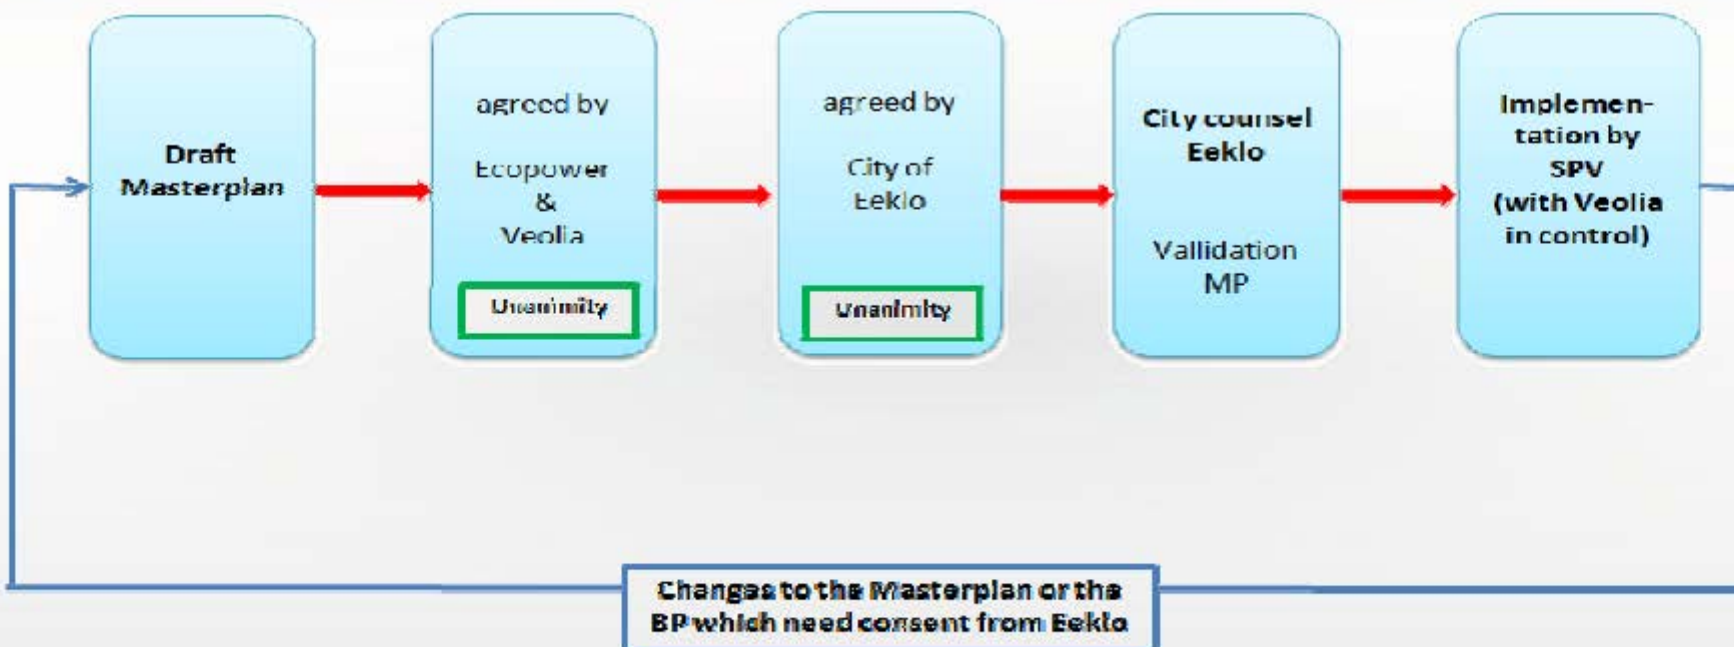 Draft
Masterplan
agreed by
Ecopower
&
Veolia
Unanimity
agreed by
City of
Eeklo
Unanimity
City counsel
Eeklo
Vallidation
MP
Implemen-
tation by
SPV
(with Veolia
in control)
Changes to the Masterplan or the
BP which need consent from Eeklo